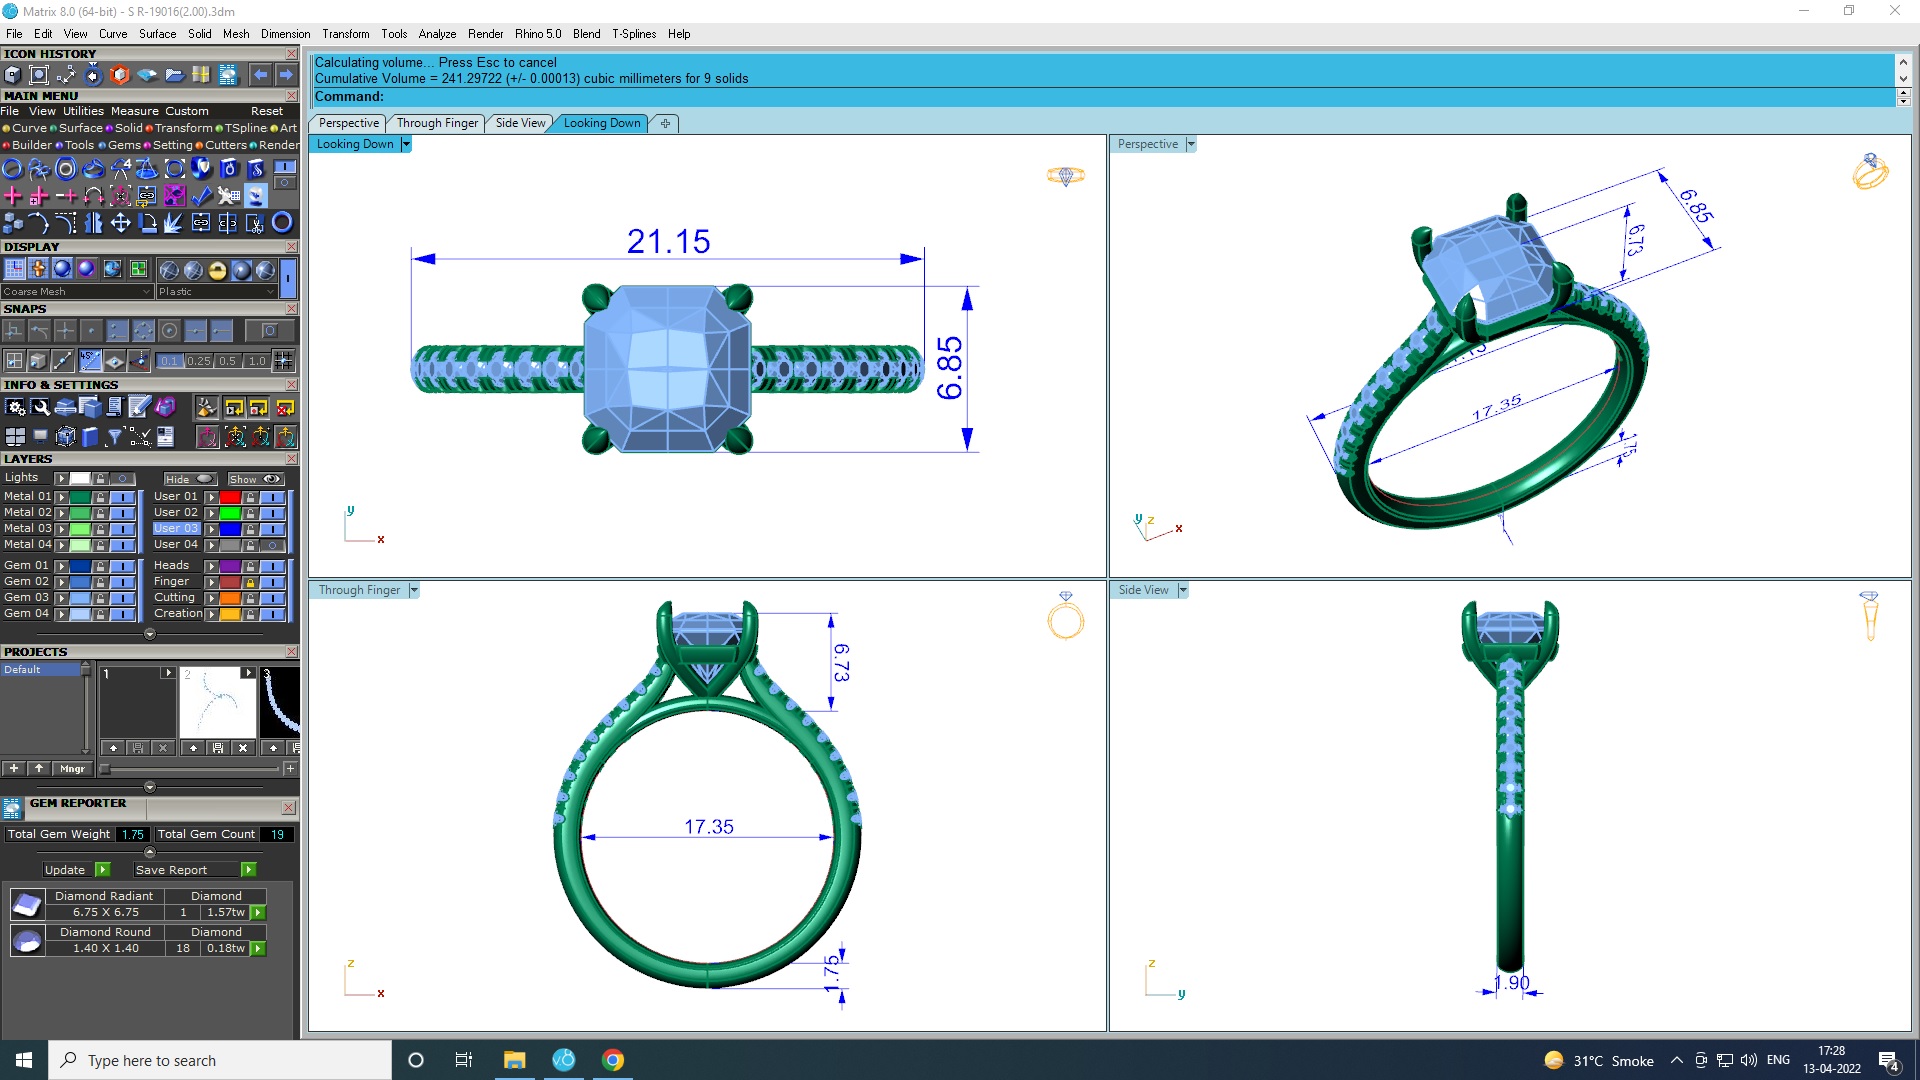 Matrix 8.0 (64-bit) - S R-19016(2.00).3dm
File Edit View Curve Surface Solid Mesh Dimension Transform Tools Analyze Render Rhino 5.0 Blend T-Splines Help
ICON HISTORY
MAIN MENU
File View Utilities Measure Custom Reset
Curve Surface Solid Transform TSpline Art
Builder Tools Gems Setting Cutters Render
DISPLAY
Coarse Mesh Plastic
SNAPS
0.1 0.25 0.5 1.0
INFO & SETTINGS
LAYERS
Lights Hide Show
Metal 01 User 01
Metal 02 User 02
Metal 03 User 03
Metal 04 User 04
Gem 01 Heads
Gem 02 Finger
Gem 03 Cutting
Gem 04 Creation
PROJECTS
Default 1 2 3
Mngr
GEM REPORTER
Total Gem Weight 1.75 Total Gem Count 19
Update Save Report
Diamond Radiant Diamond
6.75 X 6.75 1 1.57tw
Diamond Round Diamond
1.40 X 1.40 18 0.18tw
Calculating volume... Press Esc to cancel
Cumulative Volume = 241.29722 (+/- 0.00013) cubic millimeters for 9 solids
Command:
Perspective Through Finger Side View Looking Down
Looking Down
21.15
6.85
y
x
Perspective
6.85
6.73
17.35
1.75
y z x
Through Finger
6.73
17.35
1.75
z
x
Side View
1.90
z
y
Type here to search
31°C Smoke
ENG
17:28
13-04-2022
4